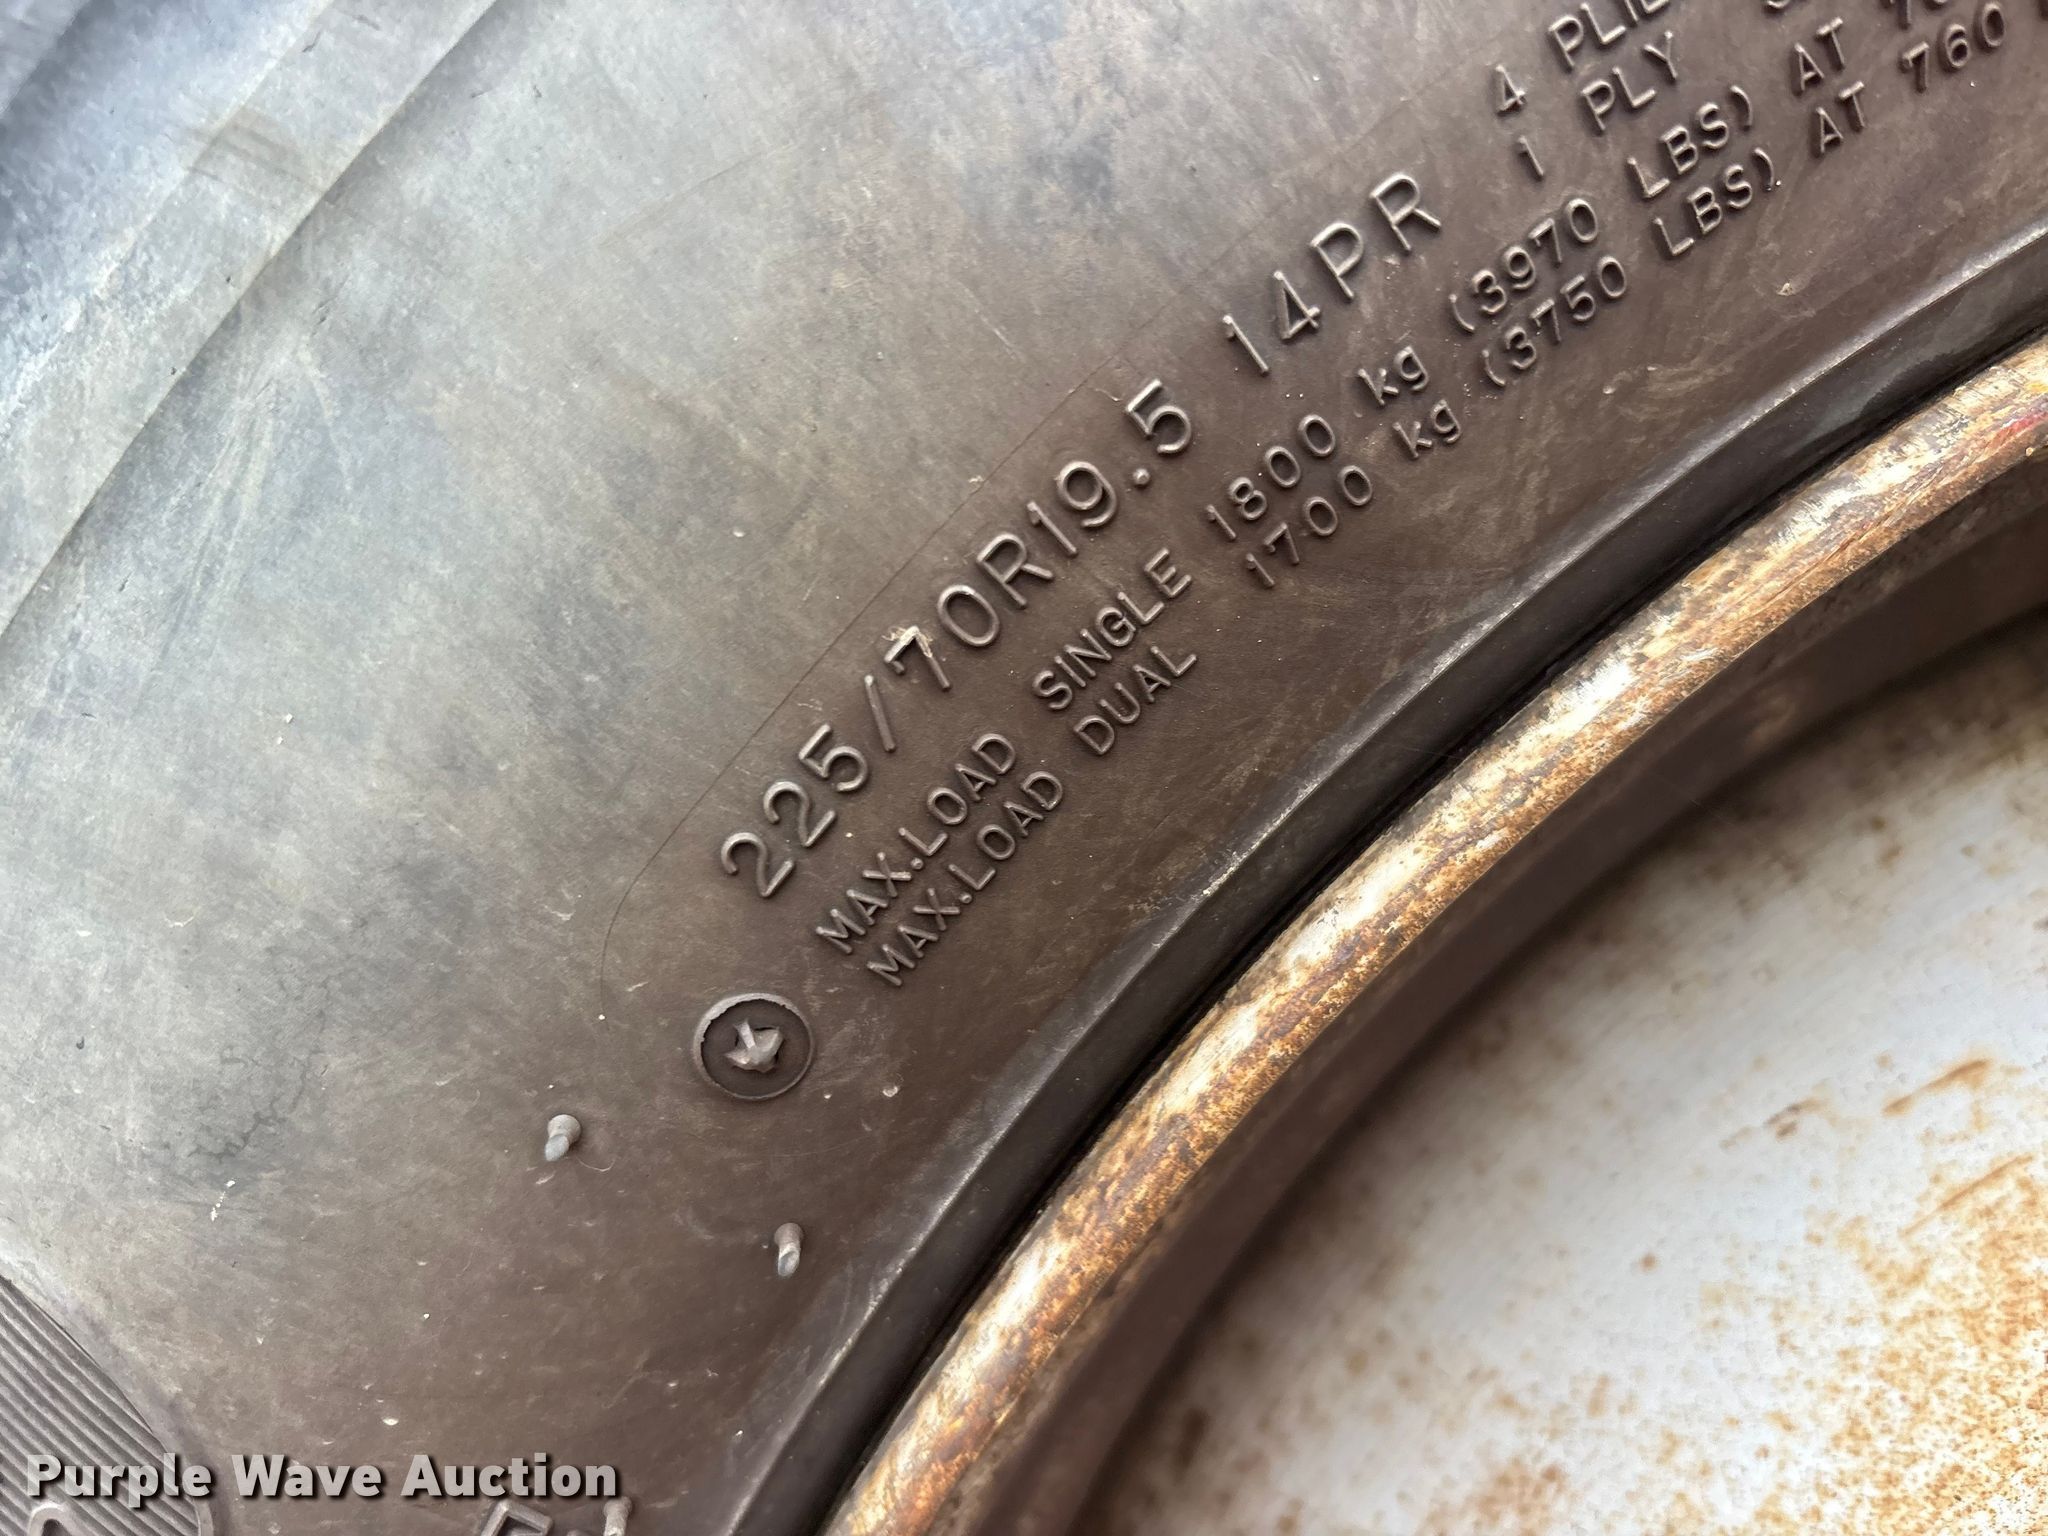 4 PLIE
1 PLY
225/70R19.5 14PR
MAX.LOAD SINGLE 1800 kg (3970 LBS) AT
MAX.LOAD DUAL 1700 kg (3750 LBS) AT 760
Purple Wave Auction